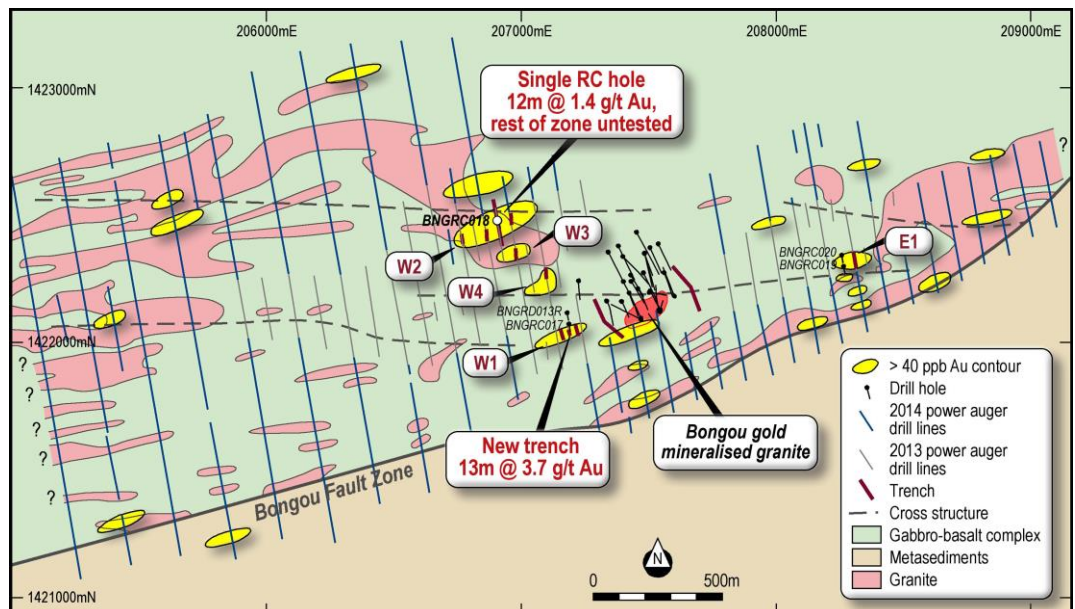 206000mE
207000mE
208000mE
209000mE
1423000mN
Single RC hole
12m @ 1.4 g/t Au,
rest of zone untested
?
BNGRC018
W3
W2
E1
BNGRC020
BNGRC019
W4
BNGRD013R
BNGRC017
1422000mN
W1
?
?
?
?
?
New trench
13m @ 3.7 g/t Au
Bongou gold
mineralised granite
Bongou Fault Zone
> 40 ppb Au contour
Drill hole
2014 power auger
drill lines
2013 power auger
drill lines
Trench
Cross structure
Gabbro-basalt complex
Metasediments
Granite
N
0
500m
1421000mN